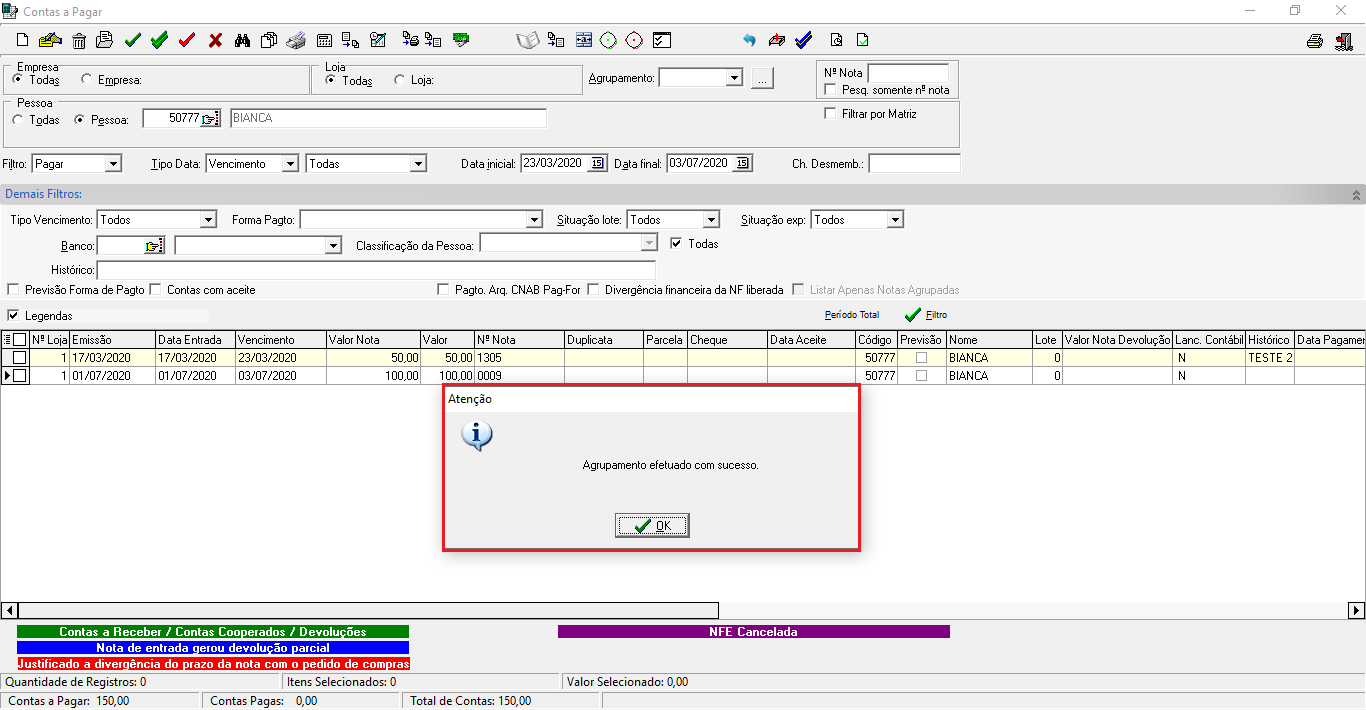 Contas a Pagar
Empresa
Todas Empresa:
Loja
Todas Loja:
Agrupamento: ...
Nº Nota
Pesq. somente nº nota
Pessoa
Todas Pessoa: 50777 BIANCA
Filtrar por Matriz
Filtro: Pagar Tipo Data: Vencimento Todas Data inicial: 23/03/2020 15 Data final: 03/07/2020 15 Ch. Desmemb.:
Demais Filtros:
Tipo Vencimento: Todos Forma Pagto: Situação lote: Todos Situação exp: Todos
Banco: Classificação da Pessoa: Todas
Histórico:
Previsão Forma de Pagto Contas com aceite Pagto. Arq. CNAB Pag-For Divergência financeira da NF liberada Listar Apenas Notas Agrupadas
Legendas Período Total Filtro
Nº Loja Emissão Data Entrada Vencimento Valor Nota Valor Nº Nota Duplicata Parcela Cheque Data Aceite Código Previsão Nome Lote Valor Nota Devolução Lanc. Contábil Histórico Data Pagamen
1 17/03/2020 17/03/2020 23/03/2020 50,00 50,00 1305 50777 BIANCA 0 N TESTE 2
1 01/07/2020 01/07/2020 03/07/2020 100,00 100,00 0009 50777 BIANCA 0 N
Atenção
Agrupamento efetuado com sucesso.
OK
Contas a Receber / Contas Cooperados / Devoluções NFE Cancelada
Nota de entrada gerou devolução parcial
Justificado a divergência do prazo da nota com o pedido de compras
Quantidade de Registros: 0 Itens Selecionados: 0 Valor Selecionado: 0,00
Contas a Pagar: 150,00 Contas Pagas: 0,00 Total de Contas: 150,00